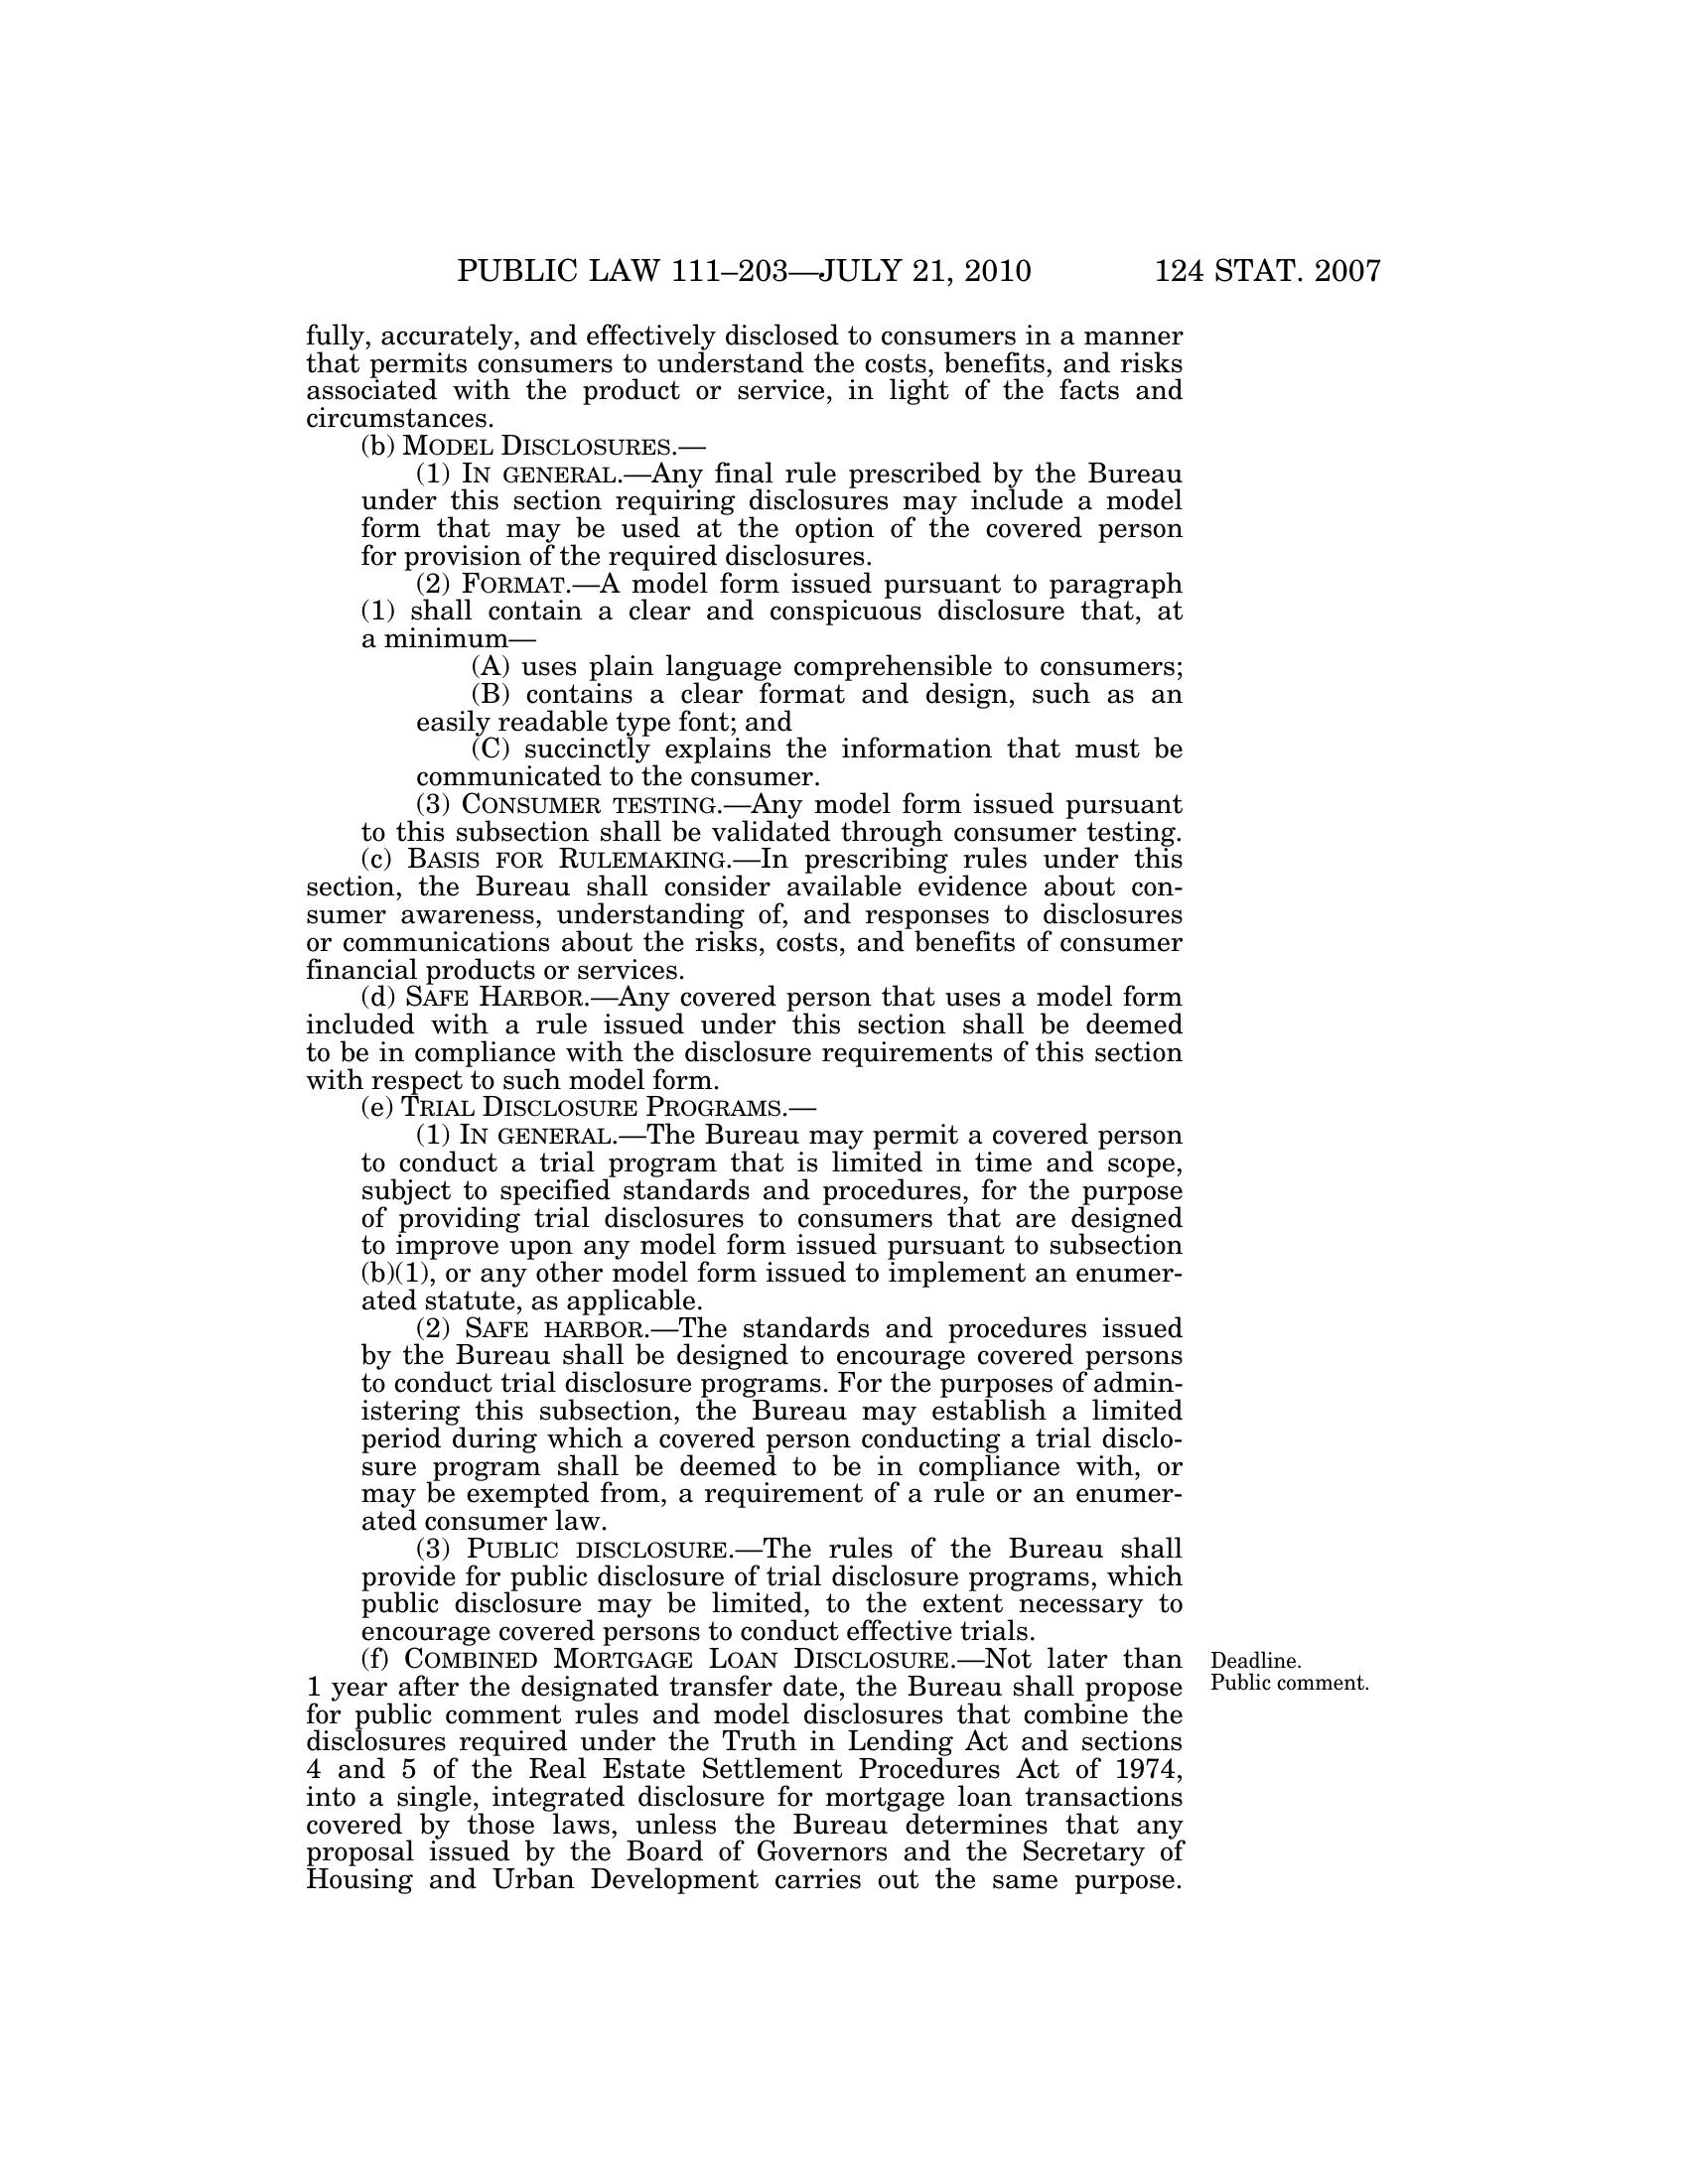 PUBLIC LAW 111–203—JULY 21, 2010 124 STAT. 2007
fully, accurately, and effectively disclosed to consumers in a manner
that permits consumers to understand the costs, benefits, and risks
associated with the product or service, in light of the facts and
circumstances.
(b) MODEL DISCLOSURES.—
(1) IN GENERAL.—Any final rule prescribed by the Bureau
under this section requiring disclosures may include a model
form that may be used at the option of the covered person
for provision of the required disclosures.
(2) FORMAT.—A model form issued pursuant to paragraph
(1) shall contain a clear and conspicuous disclosure that, at
a minimum—
(A) uses plain language comprehensible to consumers;
(B) contains a clear format and design, such as an
easily readable type font; and
(C) succinctly explains the information that must be
communicated to the consumer.
(3) CONSUMER TESTING.—Any model form issued pursuant
to this subsection shall be validated through consumer testing.
(c) BASIS FOR RULEMAKING.—In prescribing rules under this
section, the Bureau shall consider available evidence about con-
sumer awareness, understanding of, and responses to disclosures
or communications about the risks, costs, and benefits of consumer
financial products or services.
(d) SAFE HARBOR.—Any covered person that uses a model form
included with a rule issued under this section shall be deemed
to be in compliance with the disclosure requirements of this section
with respect to such model form.
(e) TRIAL DISCLOSURE PROGRAMS.—
(1) IN GENERAL.—The Bureau may permit a covered person
to conduct a trial program that is limited in time and scope,
subject to specified standards and procedures, for the purpose
of providing trial disclosures to consumers that are designed
to improve upon any model form issued pursuant to subsection
(b)(1), or any other model form issued to implement an enumer-
ated statute, as applicable.
(2) SAFE HARBOR.—The standards and procedures issued
by the Bureau shall be designed to encourage covered persons
to conduct trial disclosure programs. For the purposes of admin-
istering this subsection, the Bureau may establish a limited
period during which a covered person conducting a trial disclo-
sure program shall be deemed to be in compliance with, or
may be exempted from, a requirement of a rule or an enumer-
ated consumer law.
(3) PUBLIC DISCLOSURE.—The rules of the Bureau shall
provide for public disclosure of trial disclosure programs, which
public disclosure may be limited, to the extent necessary to
encourage covered persons to conduct effective trials.
(f) COMBINED MORTGAGE LOAN DISCLOSURE.—Not later than
1 year after the designated transfer date, the Bureau shall propose
for public comment rules and model disclosures that combine the
disclosures required under the Truth in Lending Act and sections
4 and 5 of the Real Estate Settlement Procedures Act of 1974,
into a single, integrated disclosure for mortgage loan transactions
covered by those laws, unless the Bureau determines that any
proposal issued by the Board of Governors and the Secretary of
Housing and Urban Development carries out the same purpose.
Deadline.
Public comment.